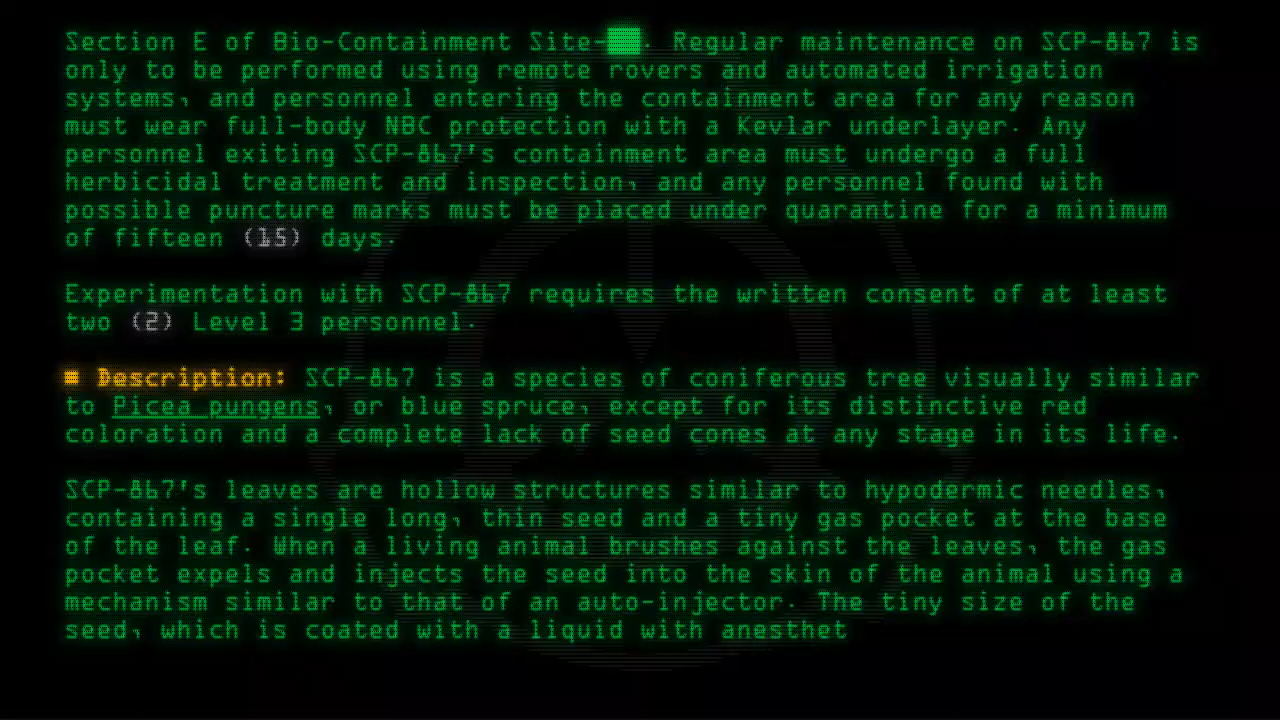 Section E of Bio-Containment Site-██. Regular maintenance on SCP-867 is
only to be performed using remote rovers and automated irrigation
systems, and personnel entering the containment area for any reason
must wear full-body NBC protection with a Kevlar underlayer. Any
personnel exiting SCP-867's containment area must undergo a full
herbicidal treatment and inspection, and any personnel found with
possible puncture marks must be placed under quarantine for a minimum
of fifteen (15) days.
Experimentation with SCP-867 requires the written consent of at least
two (2) Level 3 personnel.
■ Description: SCP-867 is a species of coniferous tree visually similar
to Picea pungens, or blue spruce, except for its distinctive red
coloration and a complete lack of seed cones at any stage in its life.
SCP-867's leaves are hollow structures similar to hypodermic needles,
containing a single long, thin seed and a tiny gas pocket at the base
of the leaf. When a living animal brushes against the leaves, the gas
pocket expels and injects the seed into the skin of the animal using a
mechanism similar to that of an auto-injector. The tiny size of the
seed, which is coated with a liquid with anesthet